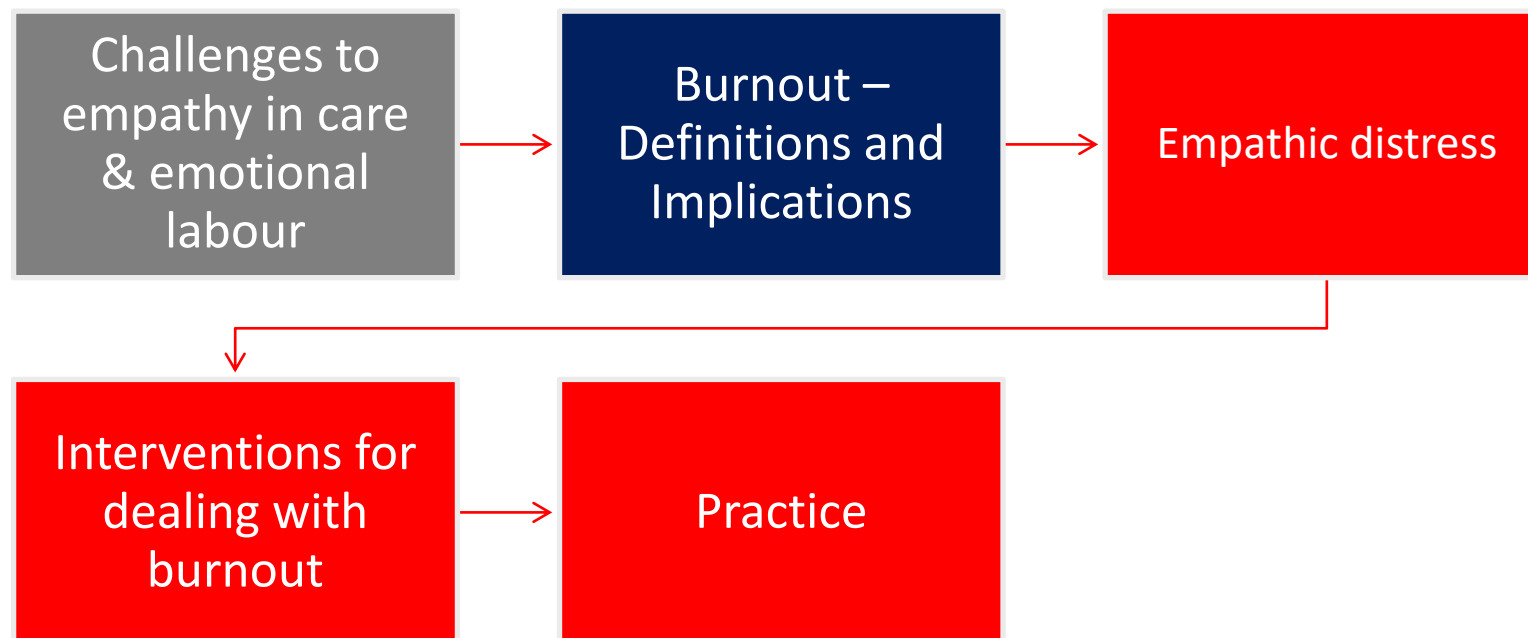 Challenges to
empathy in care
& emotional
labour
Burnout –
Definitions and
Implications
Empathic distress
Interventions for
dealing with
burnout
Practice